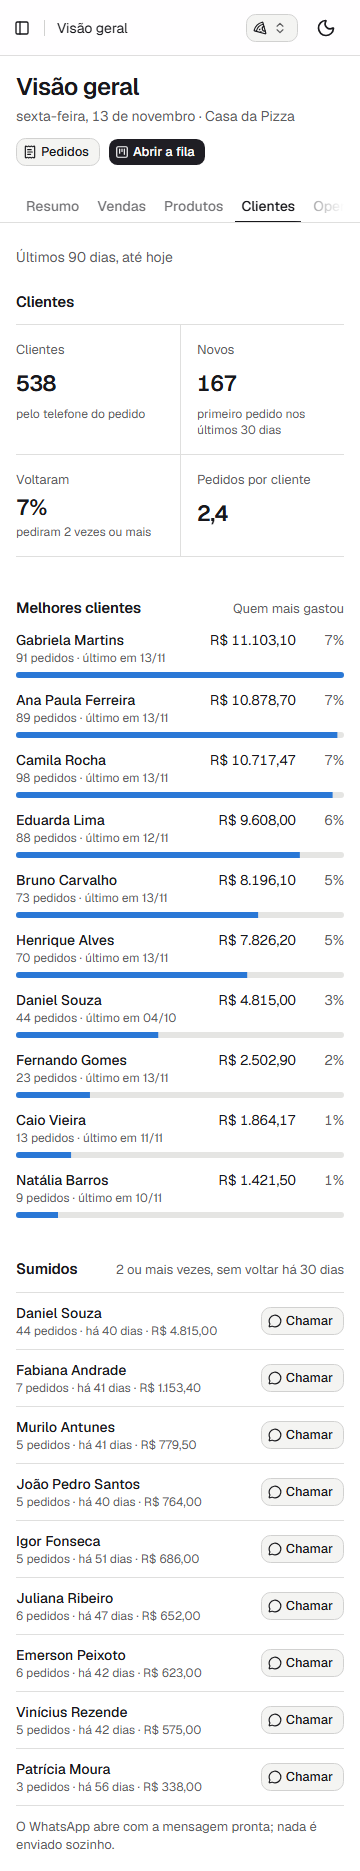 Visão geral
Visão geral
sexta-feira, 13 de novembro · Casa da Pizza
Pedidos
Abrir a fila
Resumo Vendas Produtos Clientes Ope
Últimos 90 dias, até hoje
Clientes
Clientes
538
pelo telefone do pedido
Novos
167
primeiro pedido nos
últimos 30 dias
Voltaram
7%
pediram 2 vezes ou mais
Pedidos por cliente
2,4
Melhores clientes Quem mais gastou
Gabriela Martins R$ 11.103,10 7%
91 pedidos · último em 13/11
Ana Paula Ferreira R$ 10.878,70 7%
89 pedidos · último em 13/11
Camila Rocha R$ 10.717,47 7%
98 pedidos · último em 13/11
Eduarda Lima R$ 9.608,00 6%
88 pedidos · último em 12/11
Bruno Carvalho R$ 8.196,10 5%
73 pedidos · último em 13/11
Henrique Alves R$ 7.826,20 5%
70 pedidos · último em 13/11
Daniel Souza R$ 4.815,00 3%
44 pedidos · último em 04/10
Fernando Gomes R$ 2.502,90 2%
23 pedidos · último em 13/11
Caio Vieira R$ 1.864,17 1%
13 pedidos · último em 11/11
Natália Barros R$ 1.421,50 1%
9 pedidos · último em 10/11
Sumidos 2 ou mais vezes, sem voltar há 30 dias
Daniel Souza
44 pedidos · há 40 dias · R$ 4.815,00
Chamar
Fabiana Andrade
7 pedidos · há 41 dias · R$ 1.153,40
Chamar
Murilo Antunes
5 pedidos · há 41 dias · R$ 779,50
Chamar
João Pedro Santos
5 pedidos · há 40 dias · R$ 764,00
Chamar
Igor Fonseca
5 pedidos · há 51 dias · R$ 686,00
Chamar
Juliana Ribeiro
6 pedidos · há 47 dias · R$ 652,00
Chamar
Emerson Peixoto
6 pedidos · há 42 dias · R$ 623,00
Chamar
Vinícius Rezende
5 pedidos · há 42 dias · R$ 575,00
Chamar
Patrícia Moura
3 pedidos · há 56 dias · R$ 338,00
Chamar
O WhatsApp abre com a mensagem pronta; nada é
enviado sozinho.